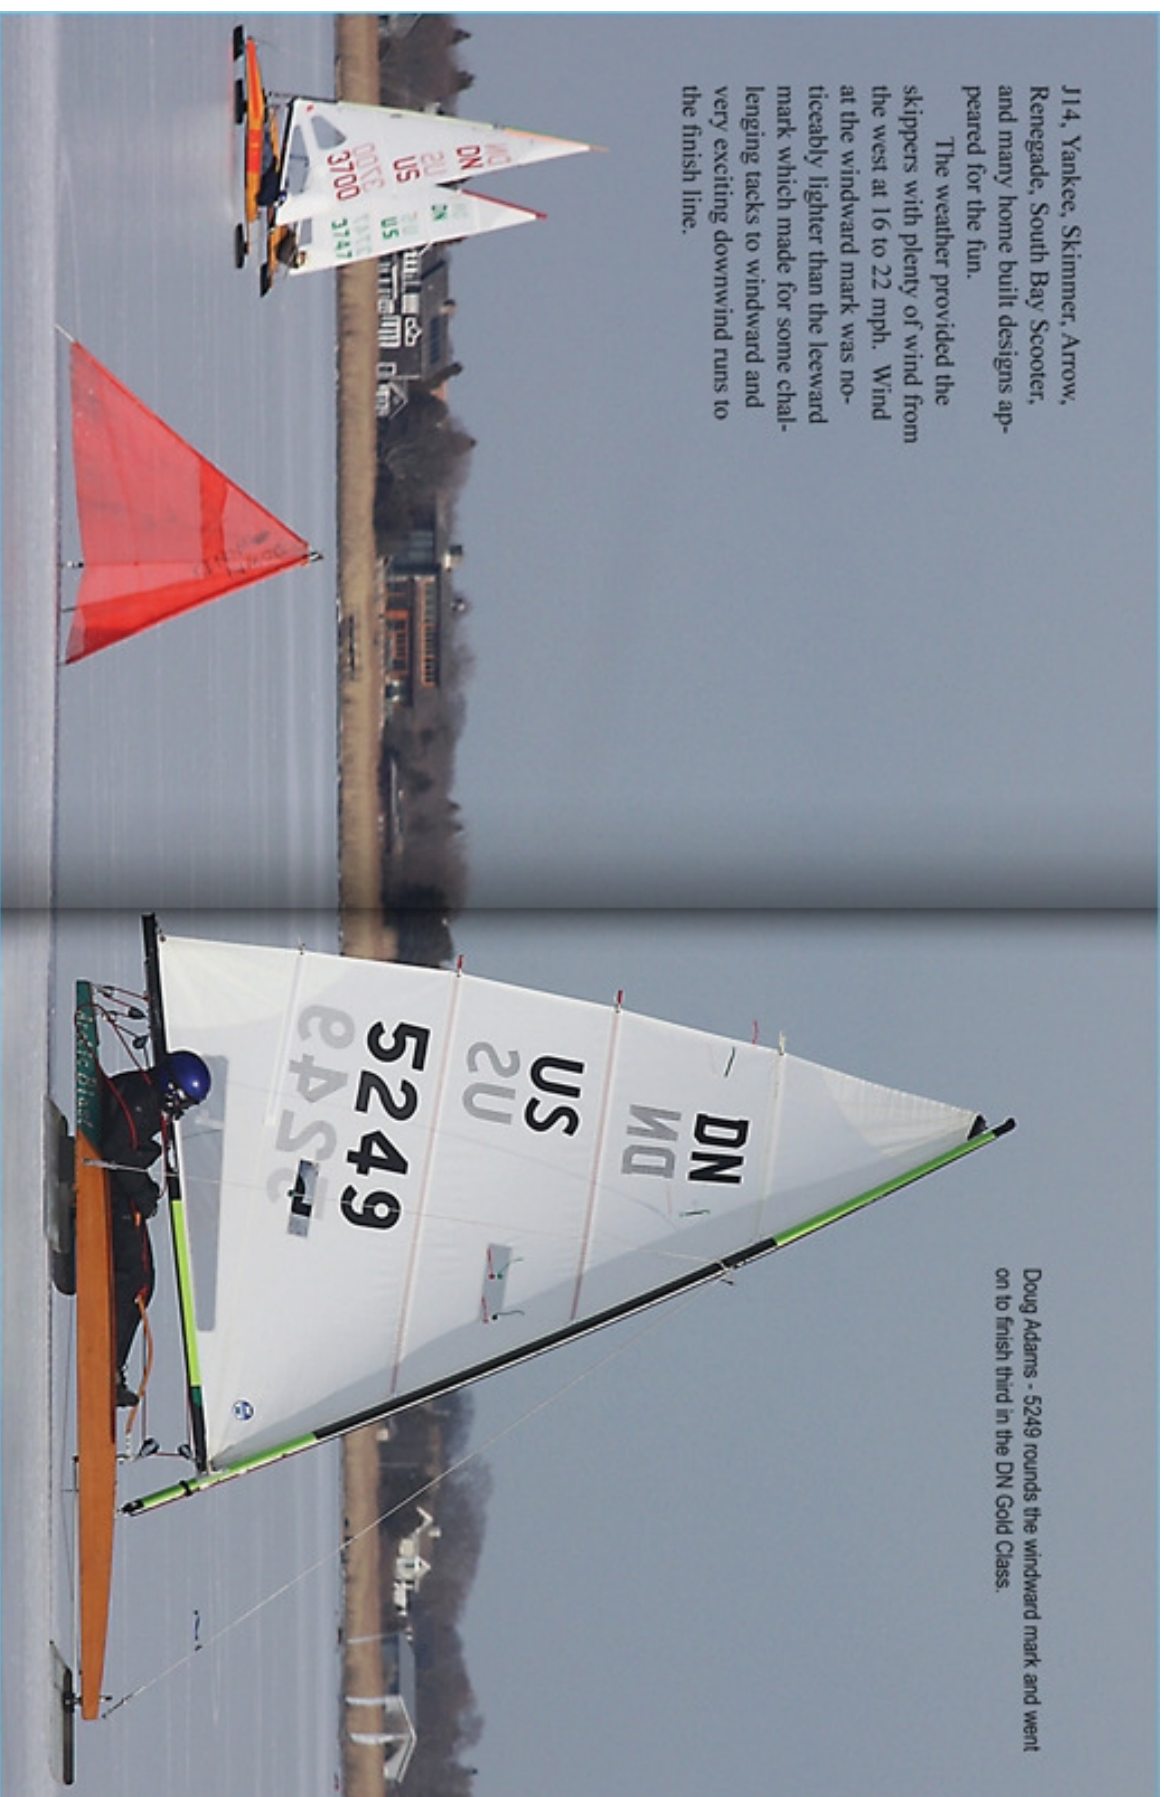 J14, Yankee, Skimmer, Arrow,
Renegade, South Bay Scooter,
and many home built designs ap-
peared for the fun.
The weather provided the
skippers with plenty of wind from
the west at 16 to 22 mph. Wind
at the windward mark was no-
ticeably lighter than the leeward
mark which made for some chal-
lenging tacks to windward and
very exciting downwind runs to
the finish line.
DN
US
3700
DN
US
3747
Doug Adams - 5249 rounds the windward mark and went
on to finish third in the DN Gold Class.
DN
US
5249